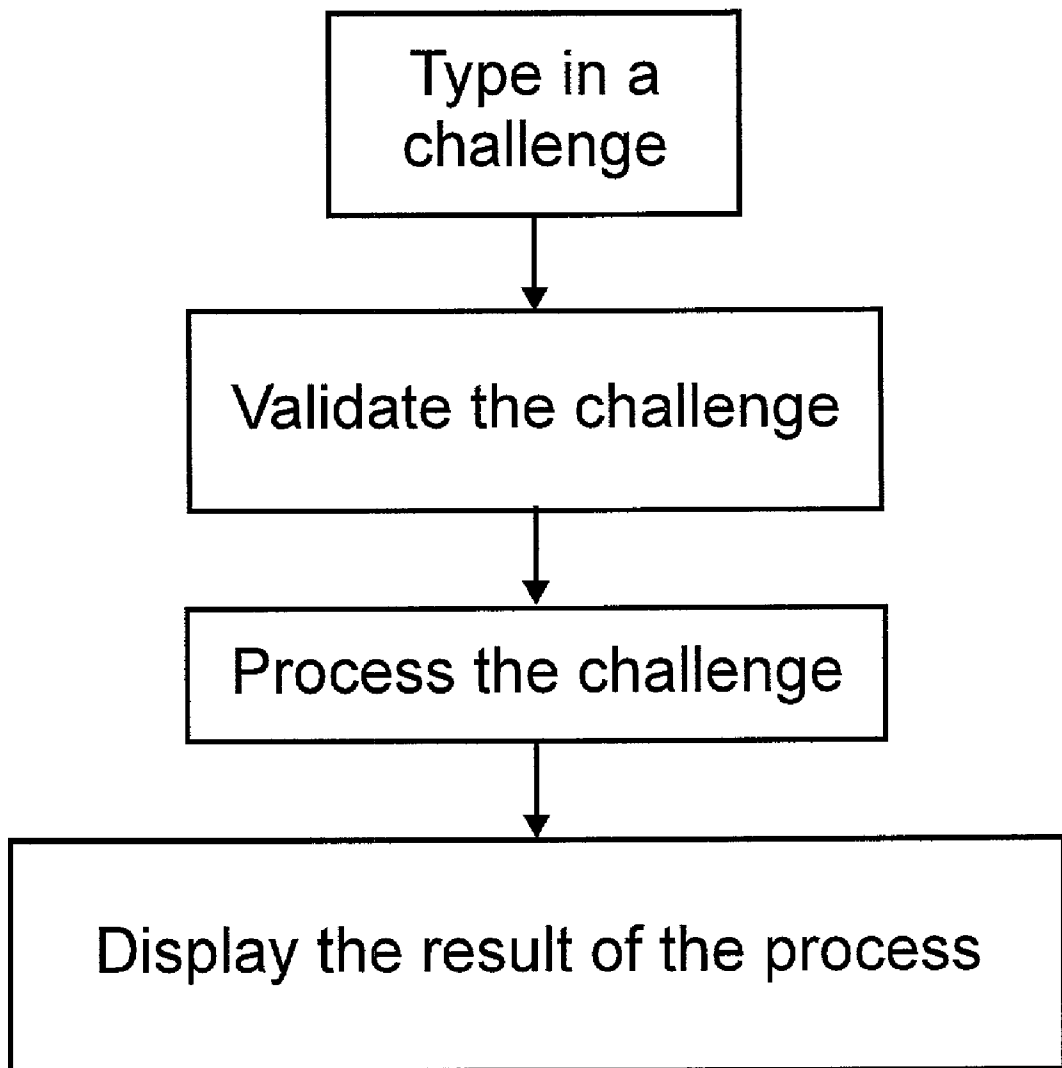 Type in a
challenge
Validate the challenge
Process the challenge
Display the result of the process